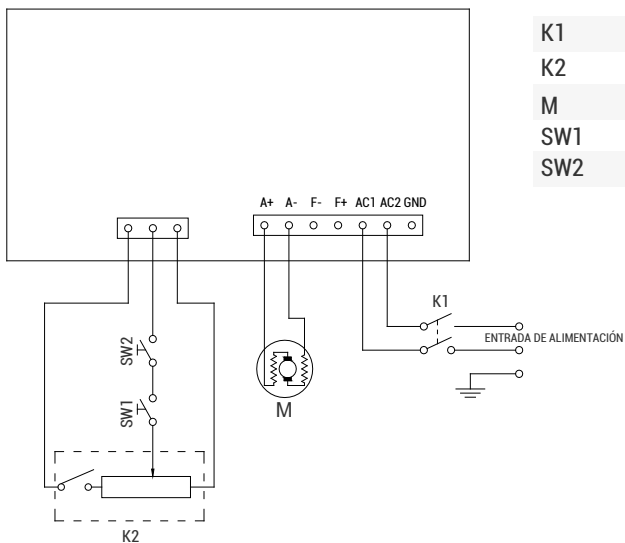 K1
K2
M
SW1
SW2
A+ A- F- F+ AC1 AC2 GND
K1
ENTRADA DE ALIMENTACIÓN
SW2
SW1
M
K2